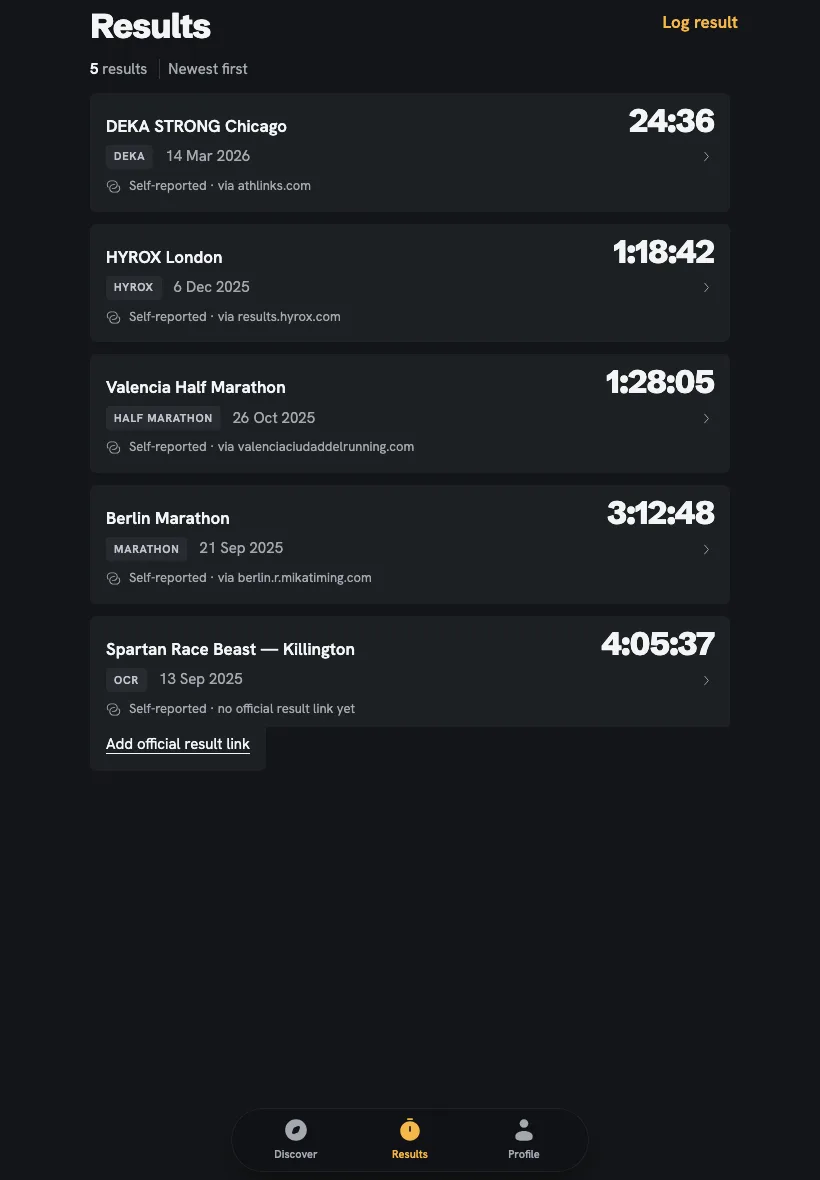 Results
Log result
5 results
Newest first
DEKA STRONG Chicago
24:36
DEKA
14 Mar 2026
Self-reported · via athlinks.com
HYROX London
1:18:42
HYROX
6 Dec 2025
Self-reported · via results.hyrox.com
Valencia Half Marathon
1:28:05
HALF MARATHON
26 Oct 2025
Self-reported · via valenciaciudaddelrunning.com
Berlin Marathon
3:12:48
MARATHON
21 Sep 2025
Self-reported · via berlin.r.mikatiming.com
Spartan Race Beast — Killington
4:05:37
OCR
13 Sep 2025
Self-reported · no official result link yet
Add official result link
Discover
Results
Profile